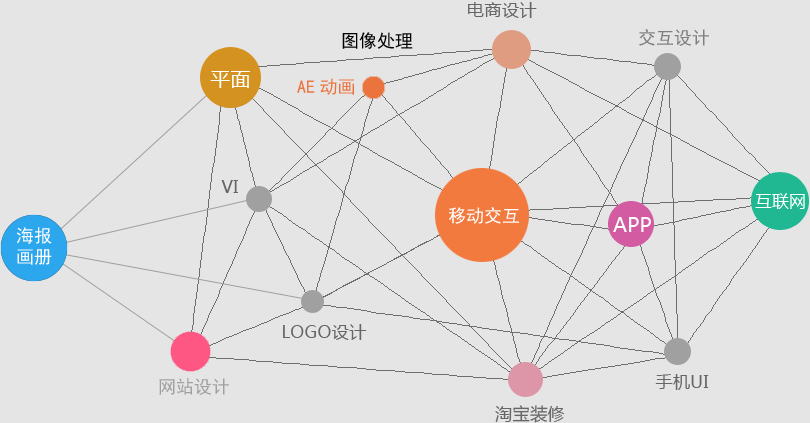 电商设计
图像处理
交互设计
平面
AE 动画
VI
互联网
移动交互
APP
海报
画册
LOGO设计
网站设计
手机UI
淘宝装修